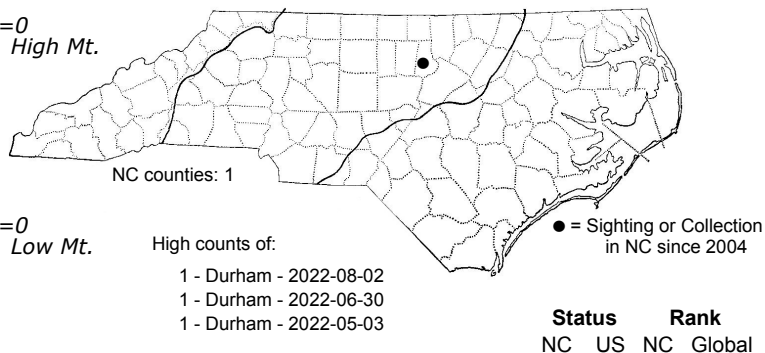 =0
High Mt.
NC counties: 1
=0
Low Mt.
High counts of:
1 - Durham - 2022-08-02
1 - Durham - 2022-06-30
1 - Durham - 2022-05-03
● = Sighting or Collection
in NC since 2004
Status Rank
NC US NC Global